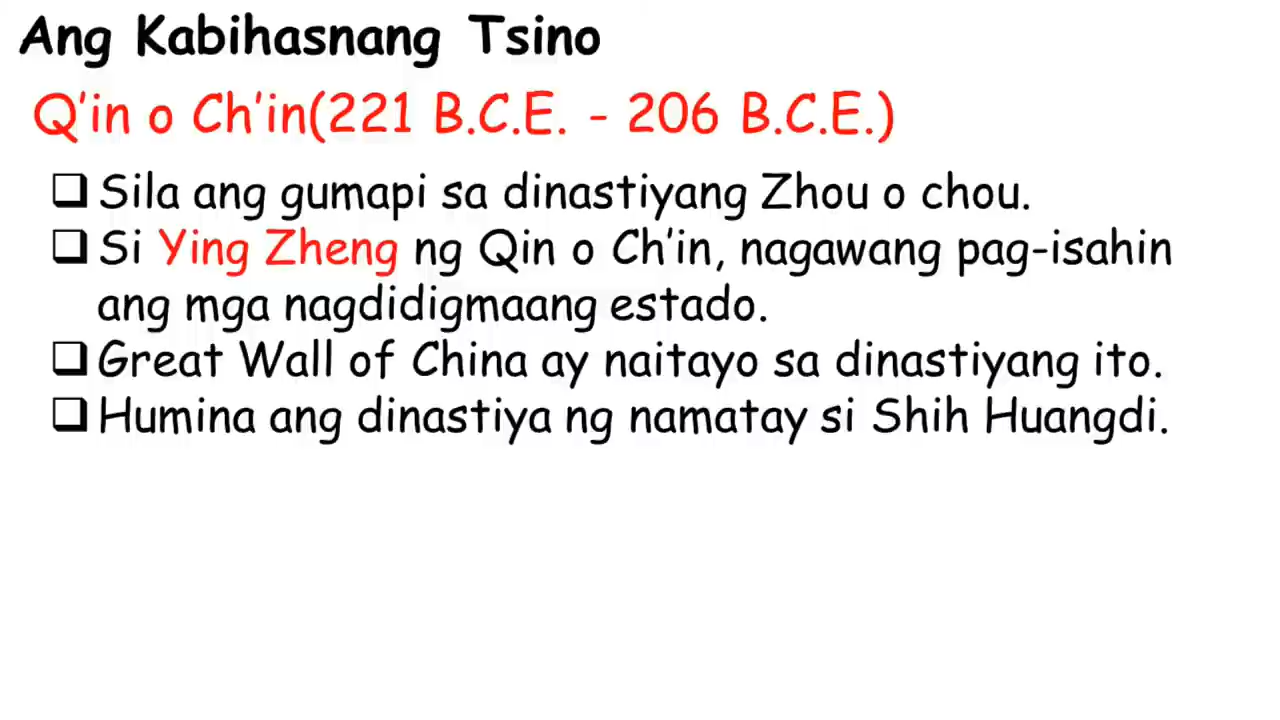 Ang Kabihasnang Tsino
Q'in o Ch'in(221 B.C.E. - 206 B.C.E.)
❑ Sila ang gumapi sa dinastiyang Zhou o chou.
❑ Si Ying Zheng ng Qin o Ch'in, nagawang pag-isahin
ang mga nagdidigmaang estado.
❑ Great Wall of China ay naitayo sa dinastiyang ito.
❑ Humina ang dinastiya ng namatay si Shih Huangdi.